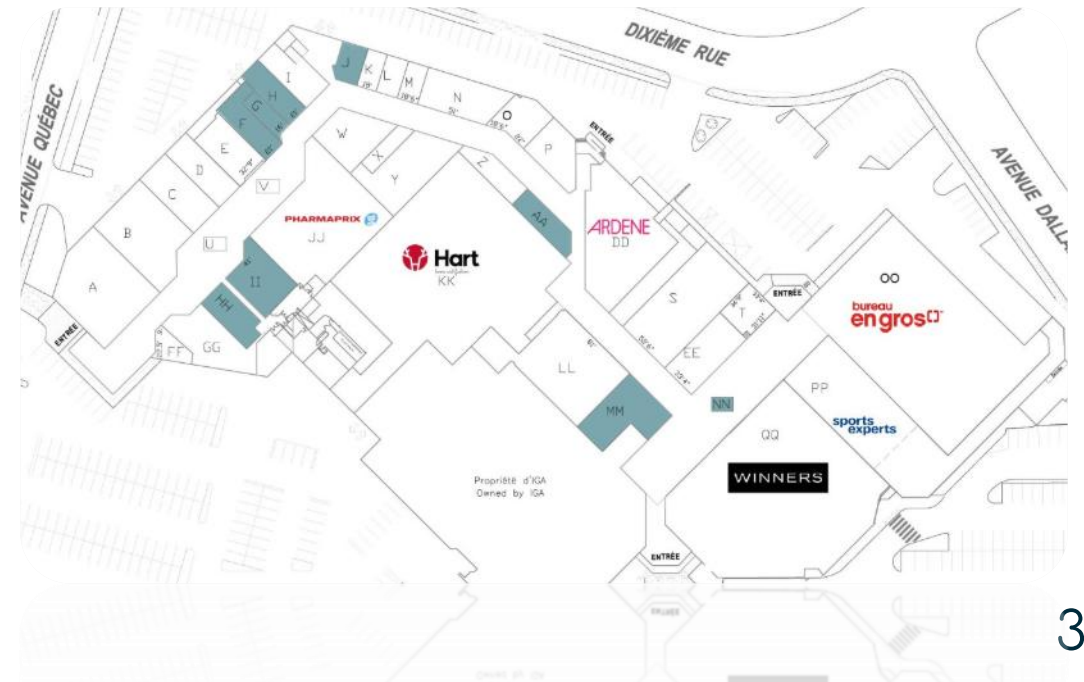 DIXIÈME RUE
AVENUE QUÉBEC
AVENUE DALLA
I
H
G
F
E
D
C
B
A
J
K
L
M
N
O
P
ENTRÉE
W
X
Y
Z
V
U
AA
PHARMAPRIX
JJ
Hart
KK
ARDENE
DD
S
T
EE
ENTRÉE
OO
bureau
en gros
II
HH
GG
FF
ENTRÉE
LL
MM
NN
PP
sports
experts
QQ
WINNERS
Propriété d'IGA
Owned by IGA
ENTRÉE
3